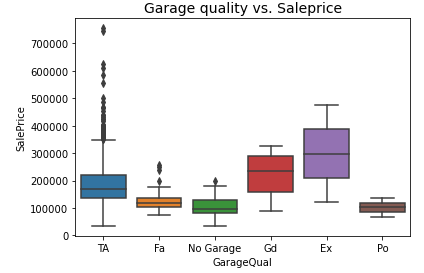 Garage quality vs. Saleprice
SalePrice
700000
600000
500000
400000
300000
200000
100000
0
TA Fa No Garage Gd Ex Po
GarageQual